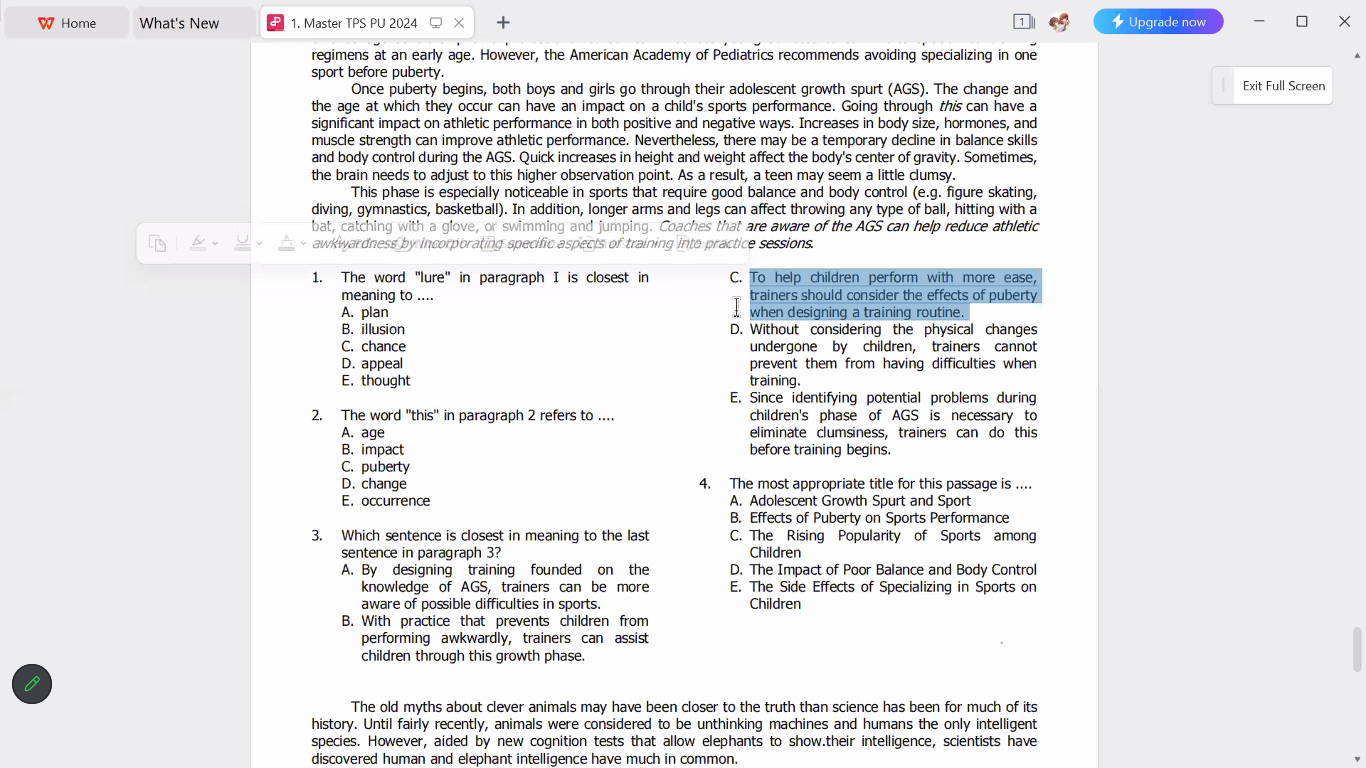 Home
What's New
1. Master TPS PU 2024
1
Upgrade now
Exit Full Screen
regimens at an early age. However, the American Academy of Pediatrics recommends avoiding specializing in one
sport before puberty.
Once puberty begins, both boys and girls go through their adolescent growth spurt (AGS). The change and
the age at which they occur can have an impact on a child's sports performance. Going through this can have a
significant impact on athletic performance in both positive and negative ways. Increases in body size, hormones, and
muscle strength can improve athletic performance. Nevertheless, there may be a temporary decline in balance skills
and body control during the AGS. Quick increases in height and weight affect the body's center of gravity. Sometimes,
the brain needs to adjust to this higher observation point. As a result, a teen may seem a little clumsy.
This phase is especially noticeable in sports that require good balance and body control (e.g. figure skating,
diving, gymnastics, basketball). In addition, longer arms and legs can affect throwing any type of ball, hitting with a
bat, catching with a glove, or swimming and jumping. Coaches that are aware of the AGS can help reduce athletic
awkwardness by incorporating specific aspects of training into practice sessions.
1. The word "lure" in paragraph I is closest in
meaning to ....
A. plan
B. illusion
C. chance
D. appeal
E. thought
2. The word "this" in paragraph 2 refers to ....
A. age
B. impact
C. puberty
D. change
E. occurrence
3. Which sentence is closest in meaning to the last
sentence in paragraph 3?
A. By designing training founded on the
knowledge of AGS, trainers can be more
aware of possible difficulties in sports.
B. With practice that prevents children from
performing awkwardly, trainers can assist
children through this growth phase.
C. To help children perform with more ease,
trainers should consider the effects of puberty
when designing a training routine.
D. Without considering the physical changes
undergone by children, trainers cannot
prevent them from having difficulties when
training.
E. Since identifying potential problems during
children's phase of AGS is necessary to
eliminate clumsiness, trainers can do this
before training begins.
4. The most appropriate title for this passage is ....
A. Adolescent Growth Spurt and Sport
B. Effects of Puberty on Sports Performance
C. The Rising Popularity of Sports among
Children
D. The Impact of Poor Balance and Body Control
E. The Side Effects of Specializing in Sports on
Children
The old myths about clever animals may have been closer to the truth than science has been for much of its
history. Until fairly recently, animals were considered to be unthinking machines and humans the only intelligent
species. However, aided by new cognition tests that allow elephants to show.their intelligence, scientists have
discovered human and elephant intelligence have much in common.